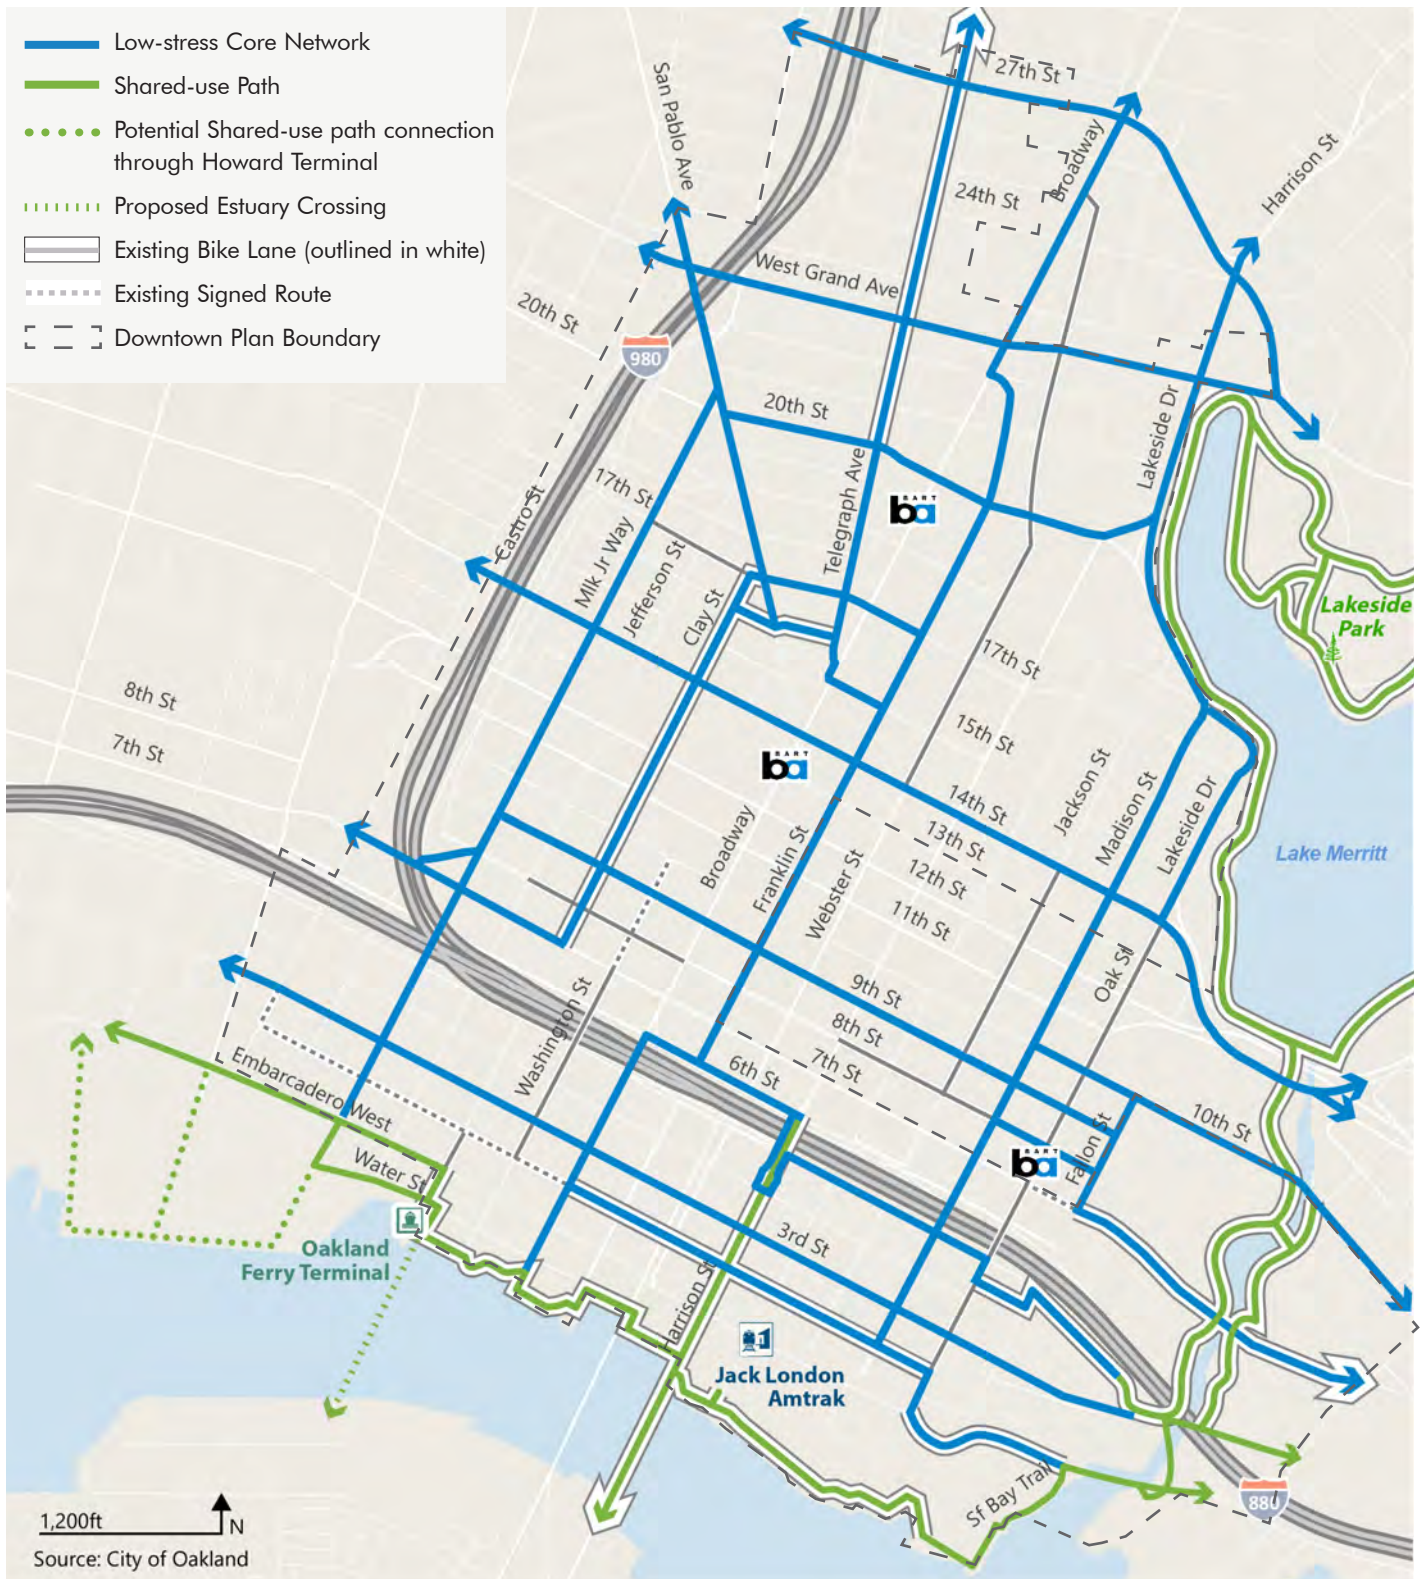 Low-stress Core Network
Shared-use Path
Potential Shared-use path connection
through Howard Terminal
Proposed Estuary Crossing
Existing Bike Lane (outlined in white)
Existing Signed Route
Downtown Plan Boundary
27th St
San Pablo Ave
Broadway
Harrison St
24th St
West Grand Ave
20th St
980
20th St
Lakeside Dr
Telegraph Ave
BART
ba
17th St
Castro St
Mlk Jr Way
Jefferson St
Clay St
Lakeside
Park
17th St
8th St
7th St
15th St
BART
ba
14th St
Jackson St
Madison St
Lakeside Dr
13th St
Broadway
Franklin St
Webster St
12th St
11th St
Lake Merritt
Oak St
9th St
8th St
7th St
6th St
Washington St
Embarcadero West
Water St
10th St
Fallon St
BART
ba
Oakland
Ferry Terminal
3rd St
Harrison St
Jack London
Amtrak
Sf Bay Trail
880
1,200ft
N
Source: City of Oakland